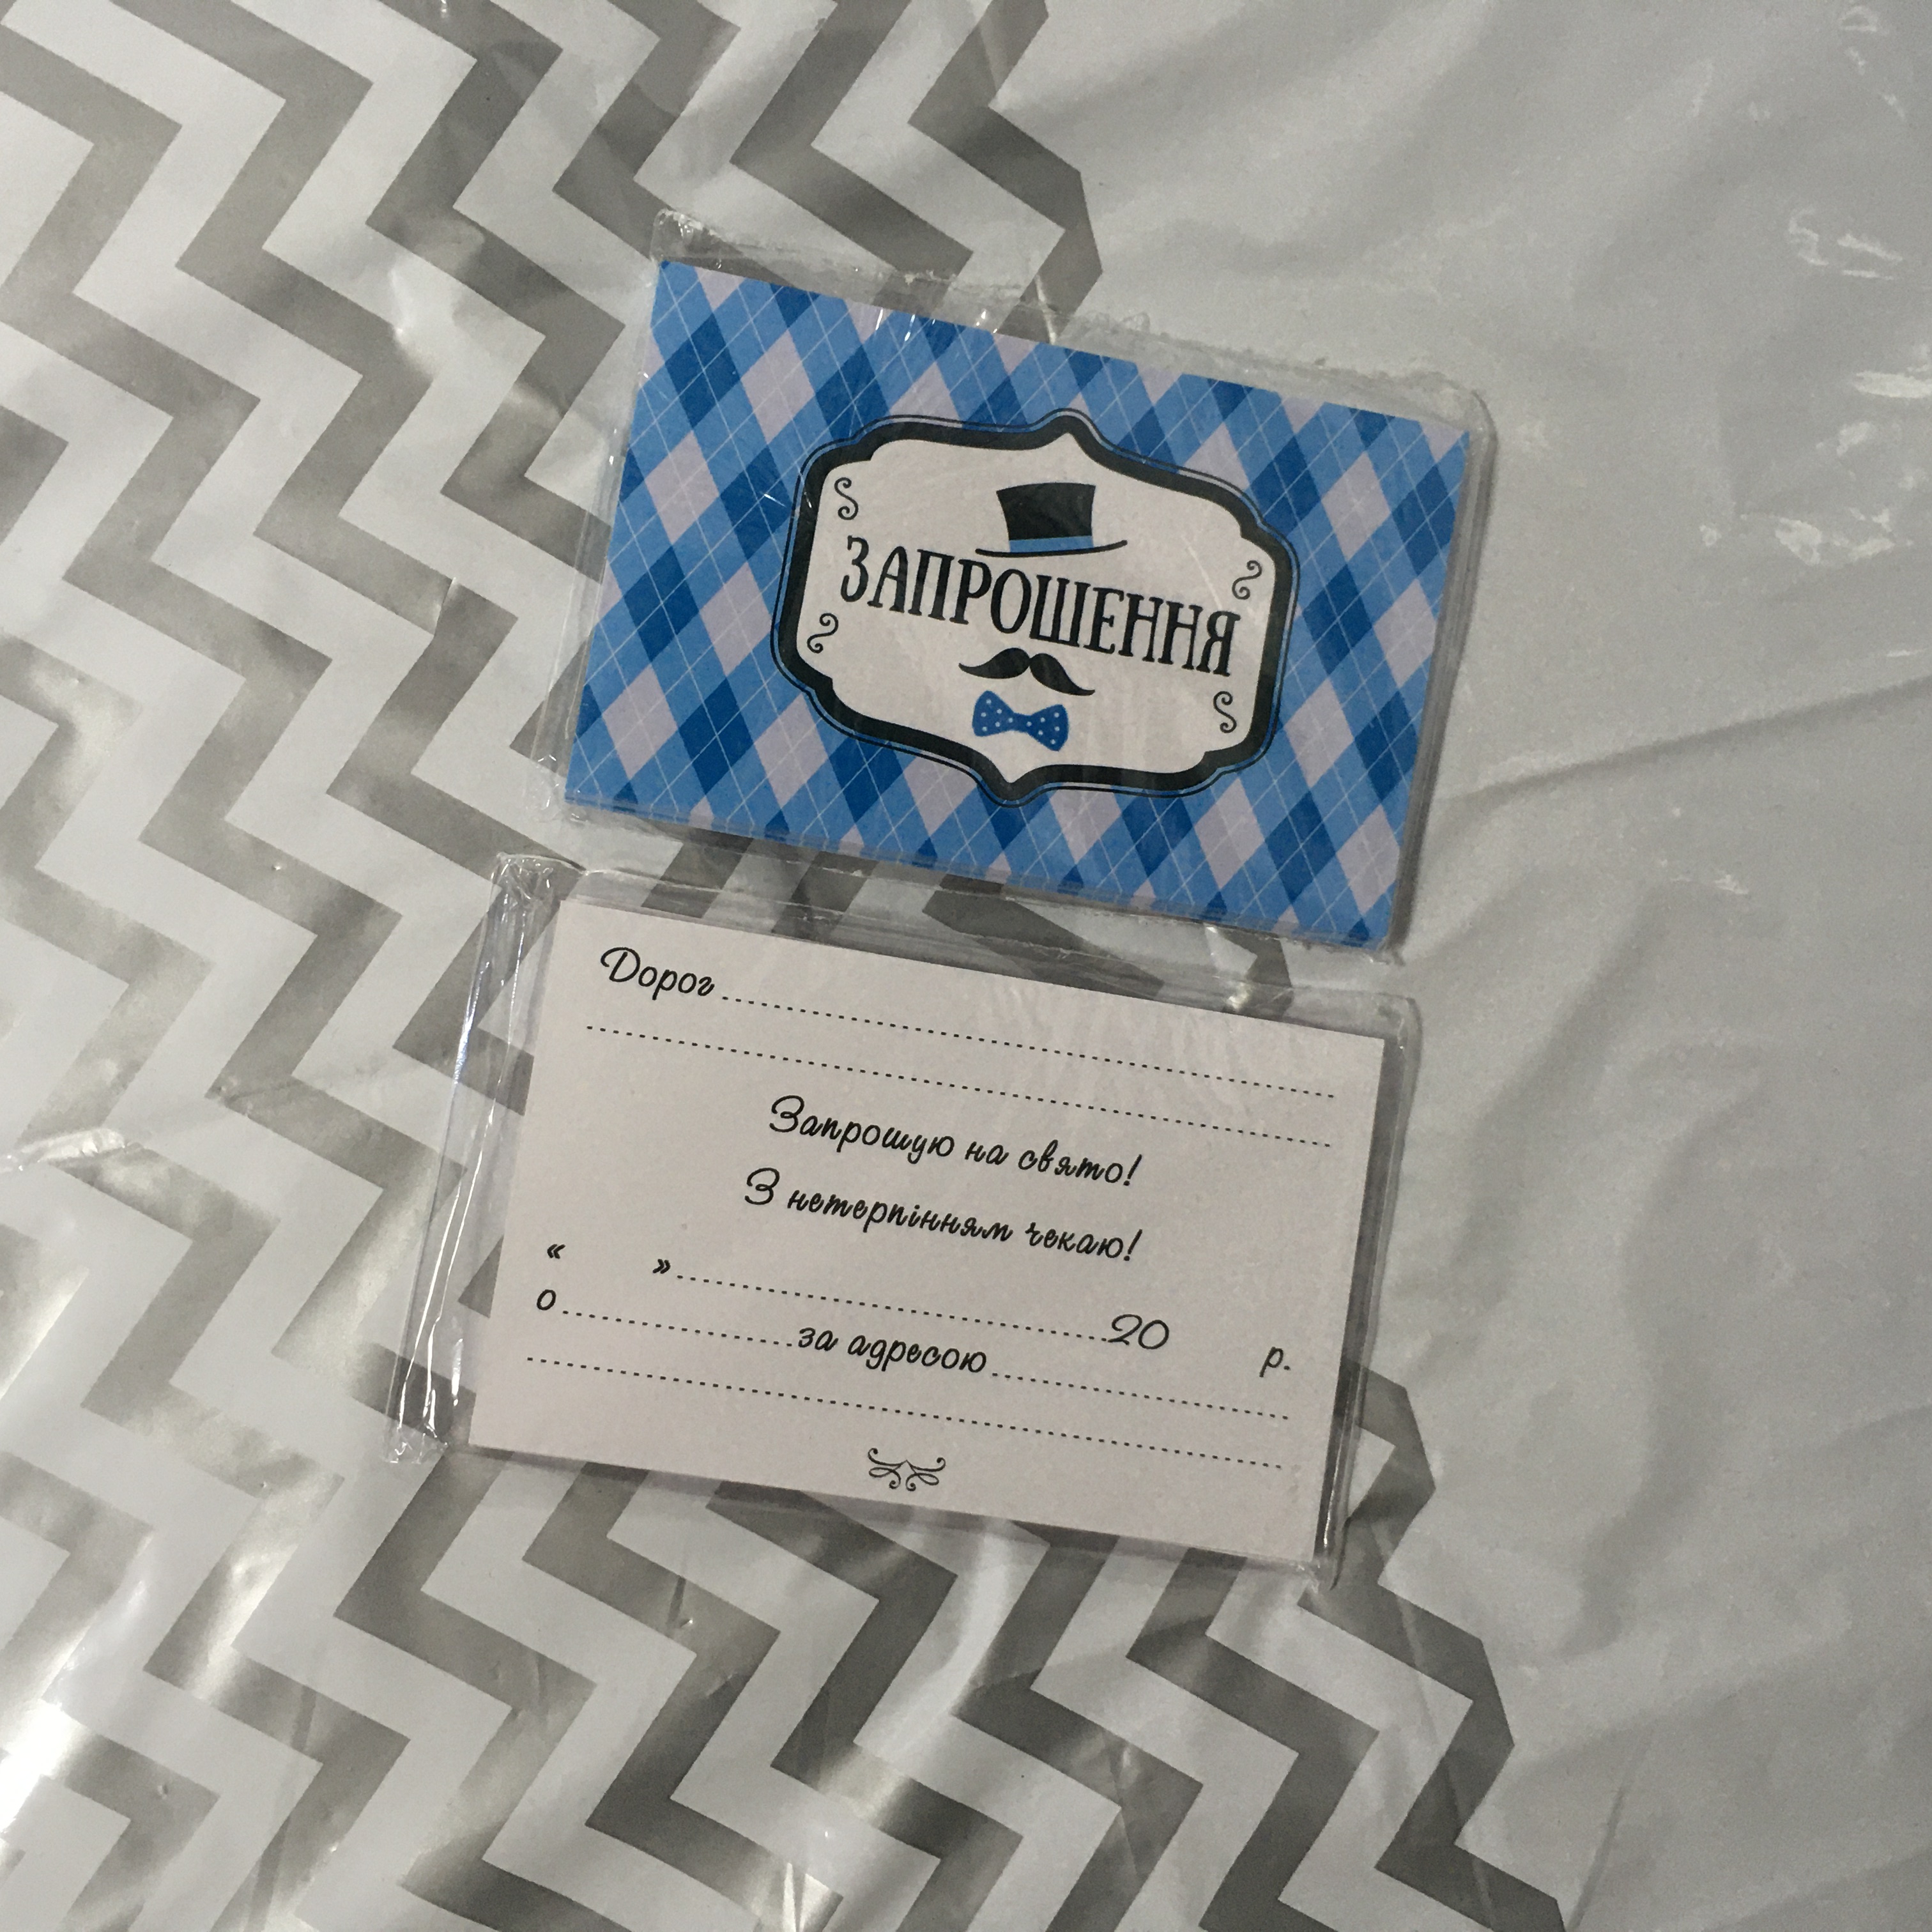 ЗАПРОШЕННЯ
Дорог
Запрошую на свято!
З нетерпінням чекаю!
« » 20 р.
о за адресою